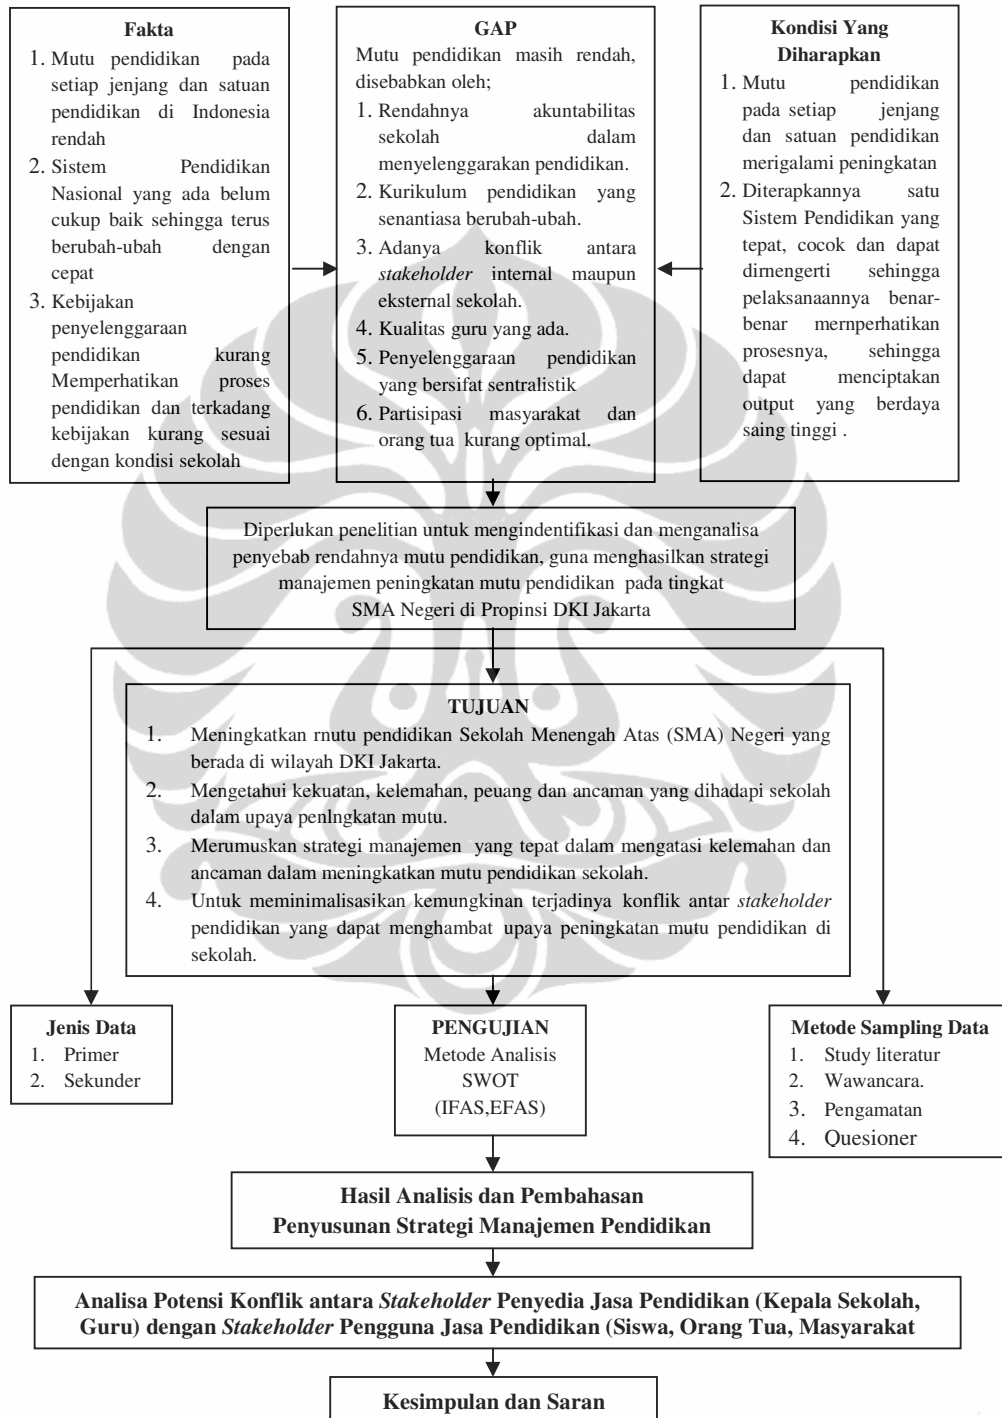 Fakta
1. Mutu pendidikan pada
setiap jenjang dan satuan
pendidikan di Indonesia
rendah
2. Sistem Pendidikan
Nasional yang ada belum
cukup baik sehingga terus
berubah-ubah dengan
cepat
3. Kebijakan
penyelenggaraan
pendidikan kurang
Memperhatikan proses
pendidikan dan terkadang
kebijakan kurang sesuai
dengan kondisi sekolah
GAP
Mutu pendidikan masih rendah,
disebabkan oleh;
1. Rendahnya akuntabilitas
sekolah dalam
menyelenggarakan pendidikan.
2. Kurikulum pendidikan yang
senantiasa berubah-ubah.
3. Adanya konflik antara
stakeholder internal maupun
eksternal sekolah.
4. Kualitas guru yang ada.
5. Penyelenggaraan pendidikan
yang bersifat sentralistik
6. Partisipasi masyarakat dan
orang tua kurang optimal.
Kondisi Yang
Diharapkan
1. Mutu pendidikan
pada setiap jenjang
dan satuan pendidikan
merigalami peningkatan
2. Diterapkannya satu
Sistem Pendidikan yang
tepat, cocok dan dapat
dirnengerti sehingga
pelaksanaannya benar-
benar mernperhatikan
prosesnya, sehingga
dapat menciptakan
output yang berdaya
saing tinggi .
Diperlukan penelitian untuk mengindentifikasi dan menganalisa
penyebab rendahnya mutu pendidikan, guna menghasilkan strategi
manajemen peningkatan mutu pendidikan pada tingkat
SMA Negeri di Propinsi DKI Jakarta
TUJUAN
1. Meningkatkan rnutu pendidikan Sekolah Menengah Atas (SMA) Negeri yang
berada di wilayah DKI Jakarta.
2. Mengetahui kekuatan, kelemahan, peuang dan ancaman yang dihadapi sekolah
dalam upaya penlngkatan mutu.
3. Merumuskan strategi manajemen yang tepat dalam mengatasi kelemahan dan
ancaman dalam meningkatkan mutu pendidikan sekolah.
4. Untuk meminimalisasikan kemungkinan terjadinya konflik antar stakeholder
pendidikan yang dapat menghambat upaya peningkatan mutu pendidikan di
sekolah.
Jenis Data
1. Primer
2. Sekunder
PENGUJIAN
Metode Analisis
SWOT
(IFAS,EFAS)
Metode Sampling Data
1. Study literatur
2. Wawancara.
3. Pengamatan
4. Quesioner
Hasil Analisis dan Pembahasan
Penyusunan Strategi Manajemen Pendidikan
Analisa Potensi Konflik antara Stakeholder Penyedia Jasa Pendidikan (Kepala Sekolah,
Guru) dengan Stakeholder Pengguna Jasa Pendidikan (Siswa, Orang Tua, Masyarakat
Kesimpulan dan Saran